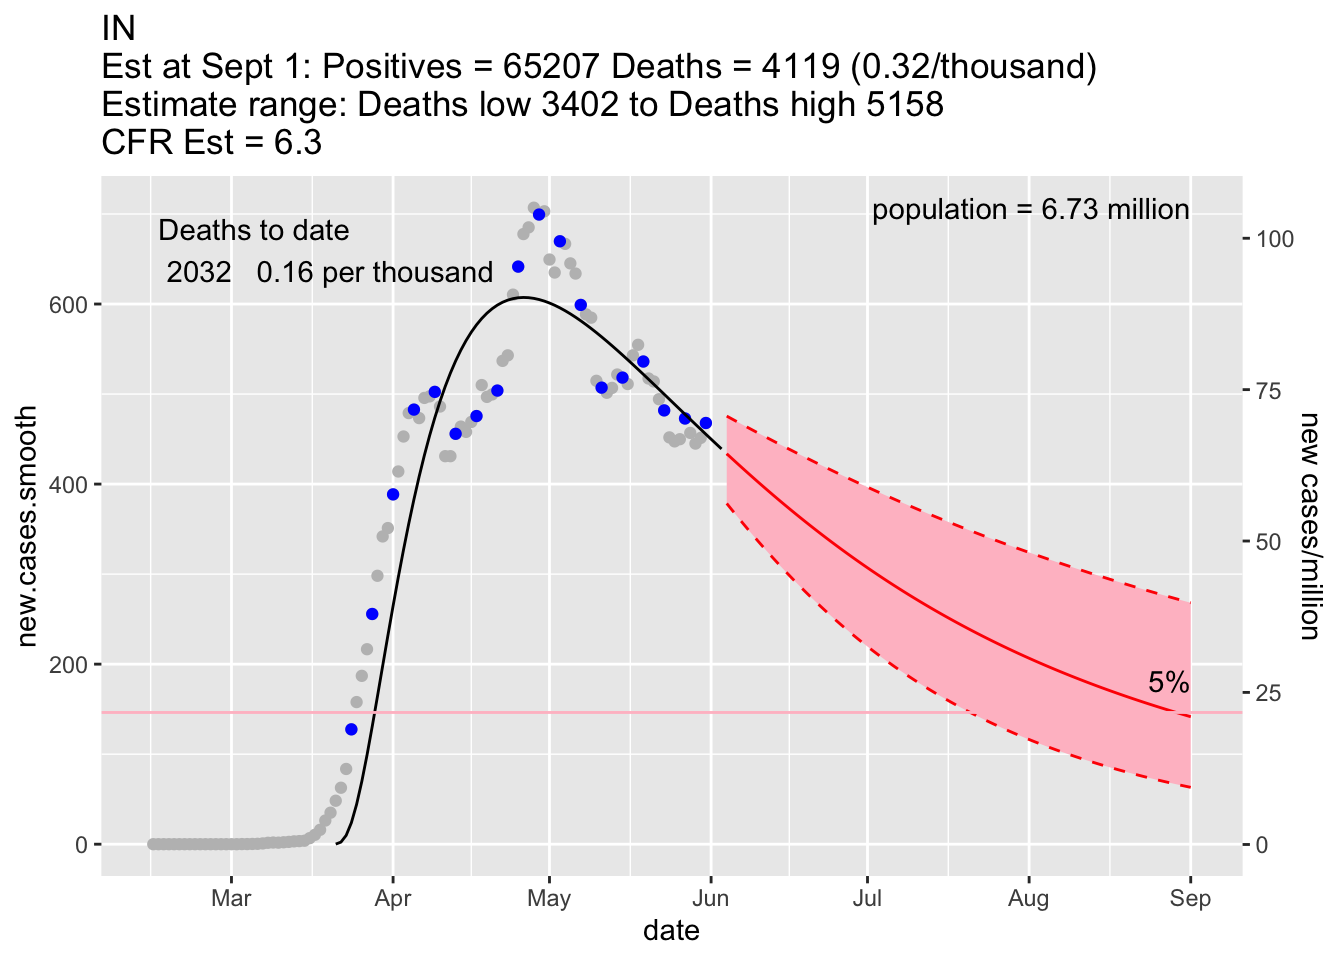 IN
Est at Sept 1: Positives = 65207 Deaths = 4119 (0.32/thousand)
Estimate range: Deaths low 3402 to Deaths high 5158
CFR Est = 6.3
population = 6.73 million
Deaths to date
2032 0.16 per thousand
5%
new.cases.smooth
600
400
200
0
100
75
50
25
0
new cases/million
Mar Apr May Jun Jul Aug Sep
date